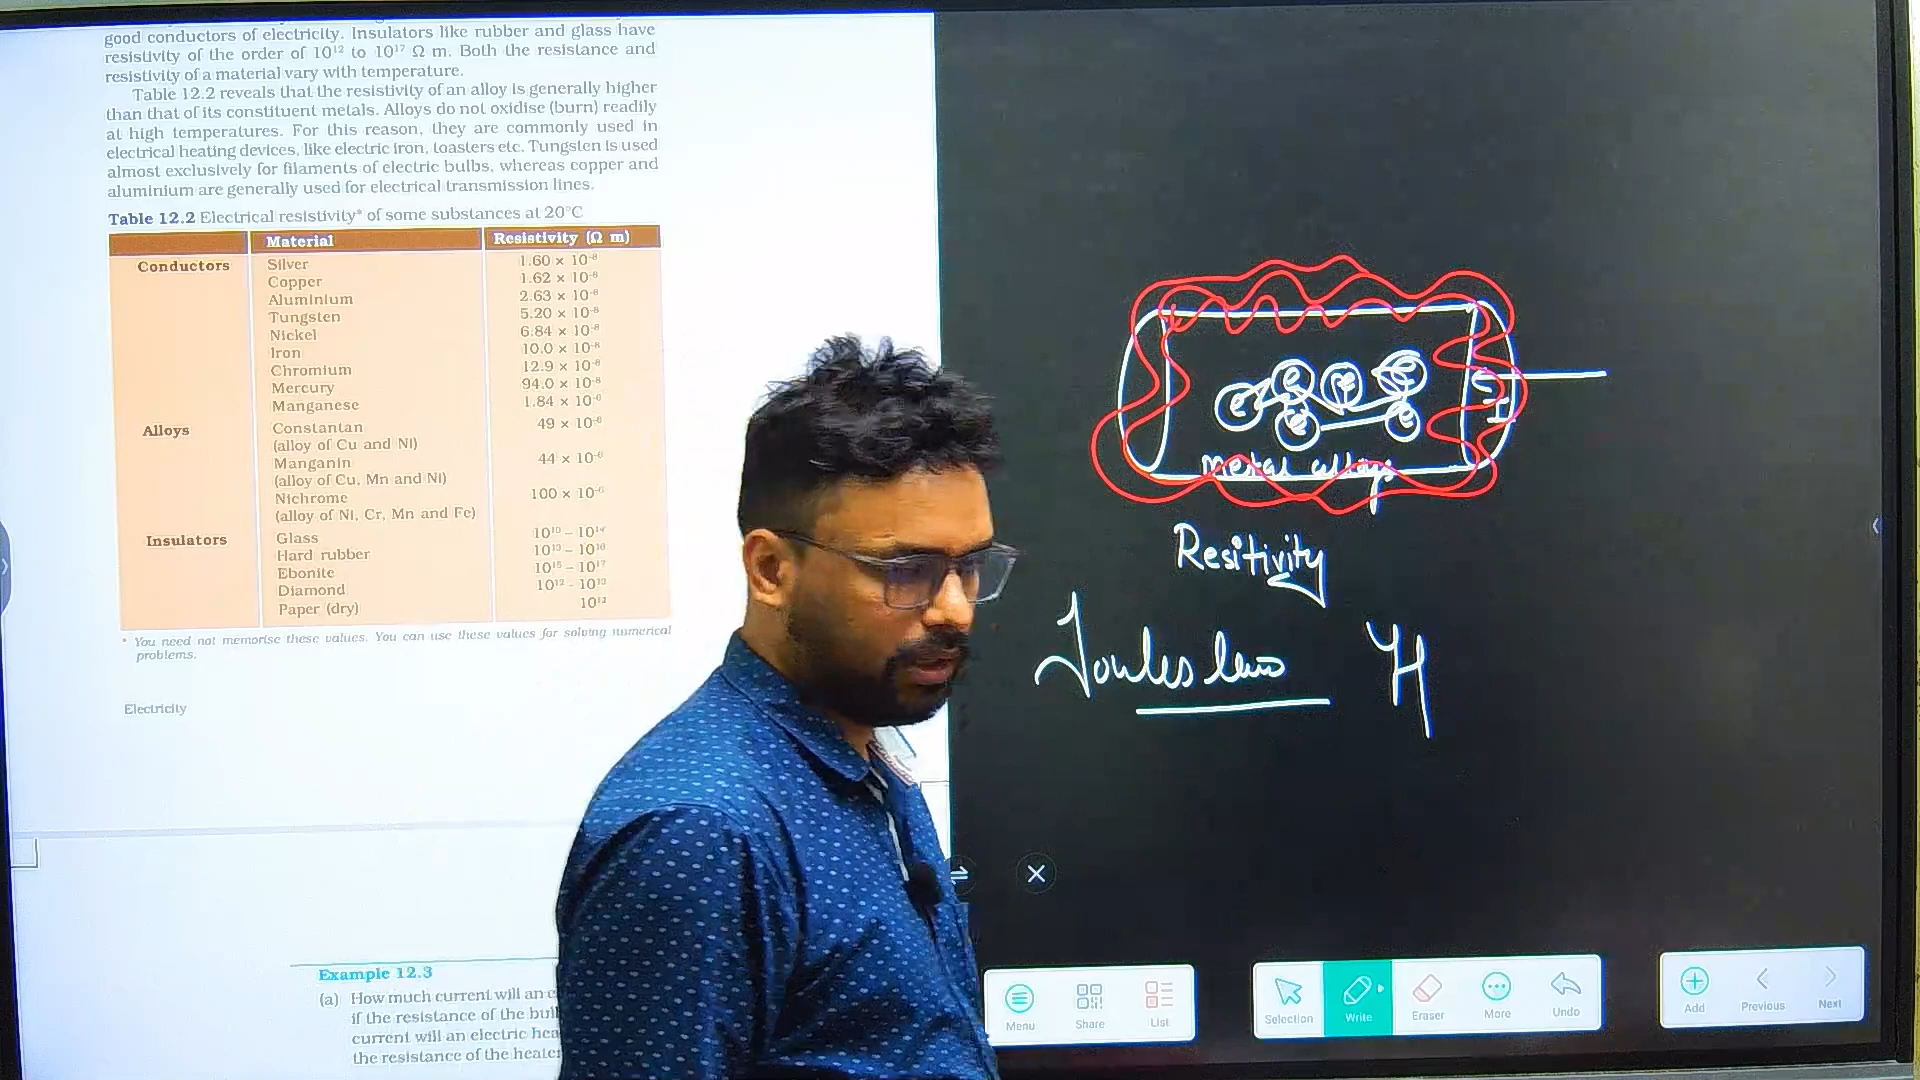 good conductors of electricity. Insulators like rubber and glass have
resistivity of the order of 10¹² to 10¹⁷ Ω m. Both the resistance and
resistivity of a material vary with temperature.
Table 12.2 reveals that the resistivity of an alloy is generally higher
than that of its constituent metals. Alloys do not oxidise (burn) readily
at high temperatures. For this reason, they are commonly used in
electrical heating devices, like electric iron, toasters etc. Tungsten is used
almost exclusively for filaments of electric bulbs, whereas copper and
aluminium are generally used for electrical transmission lines.
Table 12.2 Electrical resistivity* of some substances at 20°C
Material Resistivity (Ω m)
Conductors Silver 1.60 × 10⁻⁸
Copper 1.62 × 10⁻⁸
Aluminium 2.63 × 10⁻⁸
Tungsten 5.20 × 10⁻⁸
Nickel 6.84 × 10⁻⁸
Iron 10.0 × 10⁻⁸
Chromium 12.9 × 10⁻⁸
Mercury 94.0 × 10⁻⁸
Manganese 1.84 × 10⁻⁶
Alloys Constantan 49 × 10⁻⁸
(alloy of Cu and Ni)
Manganin 44 × 10⁻⁸
(alloy of Cu, Mn and Ni)
Nichrome 100 × 10⁻⁶
(alloy of Ni, Cr, Mn and Fe)
Insulators Glass 10¹⁰ – 10¹⁴
Hard rubber 10¹³ – 10¹⁶
Ebonite 10¹⁵ – 10¹⁷
Diamond 10¹² - 10¹³
Paper (dry) 10¹²
* You need not memorise these values. You can use these values for solving numerical
problems.
Electricity
Example 12.3
(a) How much current will an
if the resistance of the
current will an electric
the resistance of the
metal alloys
Resitivity
Joules law H
Menu
Share
List
Selection
Write
Eraser
More
Undo
Add
Previous
Next